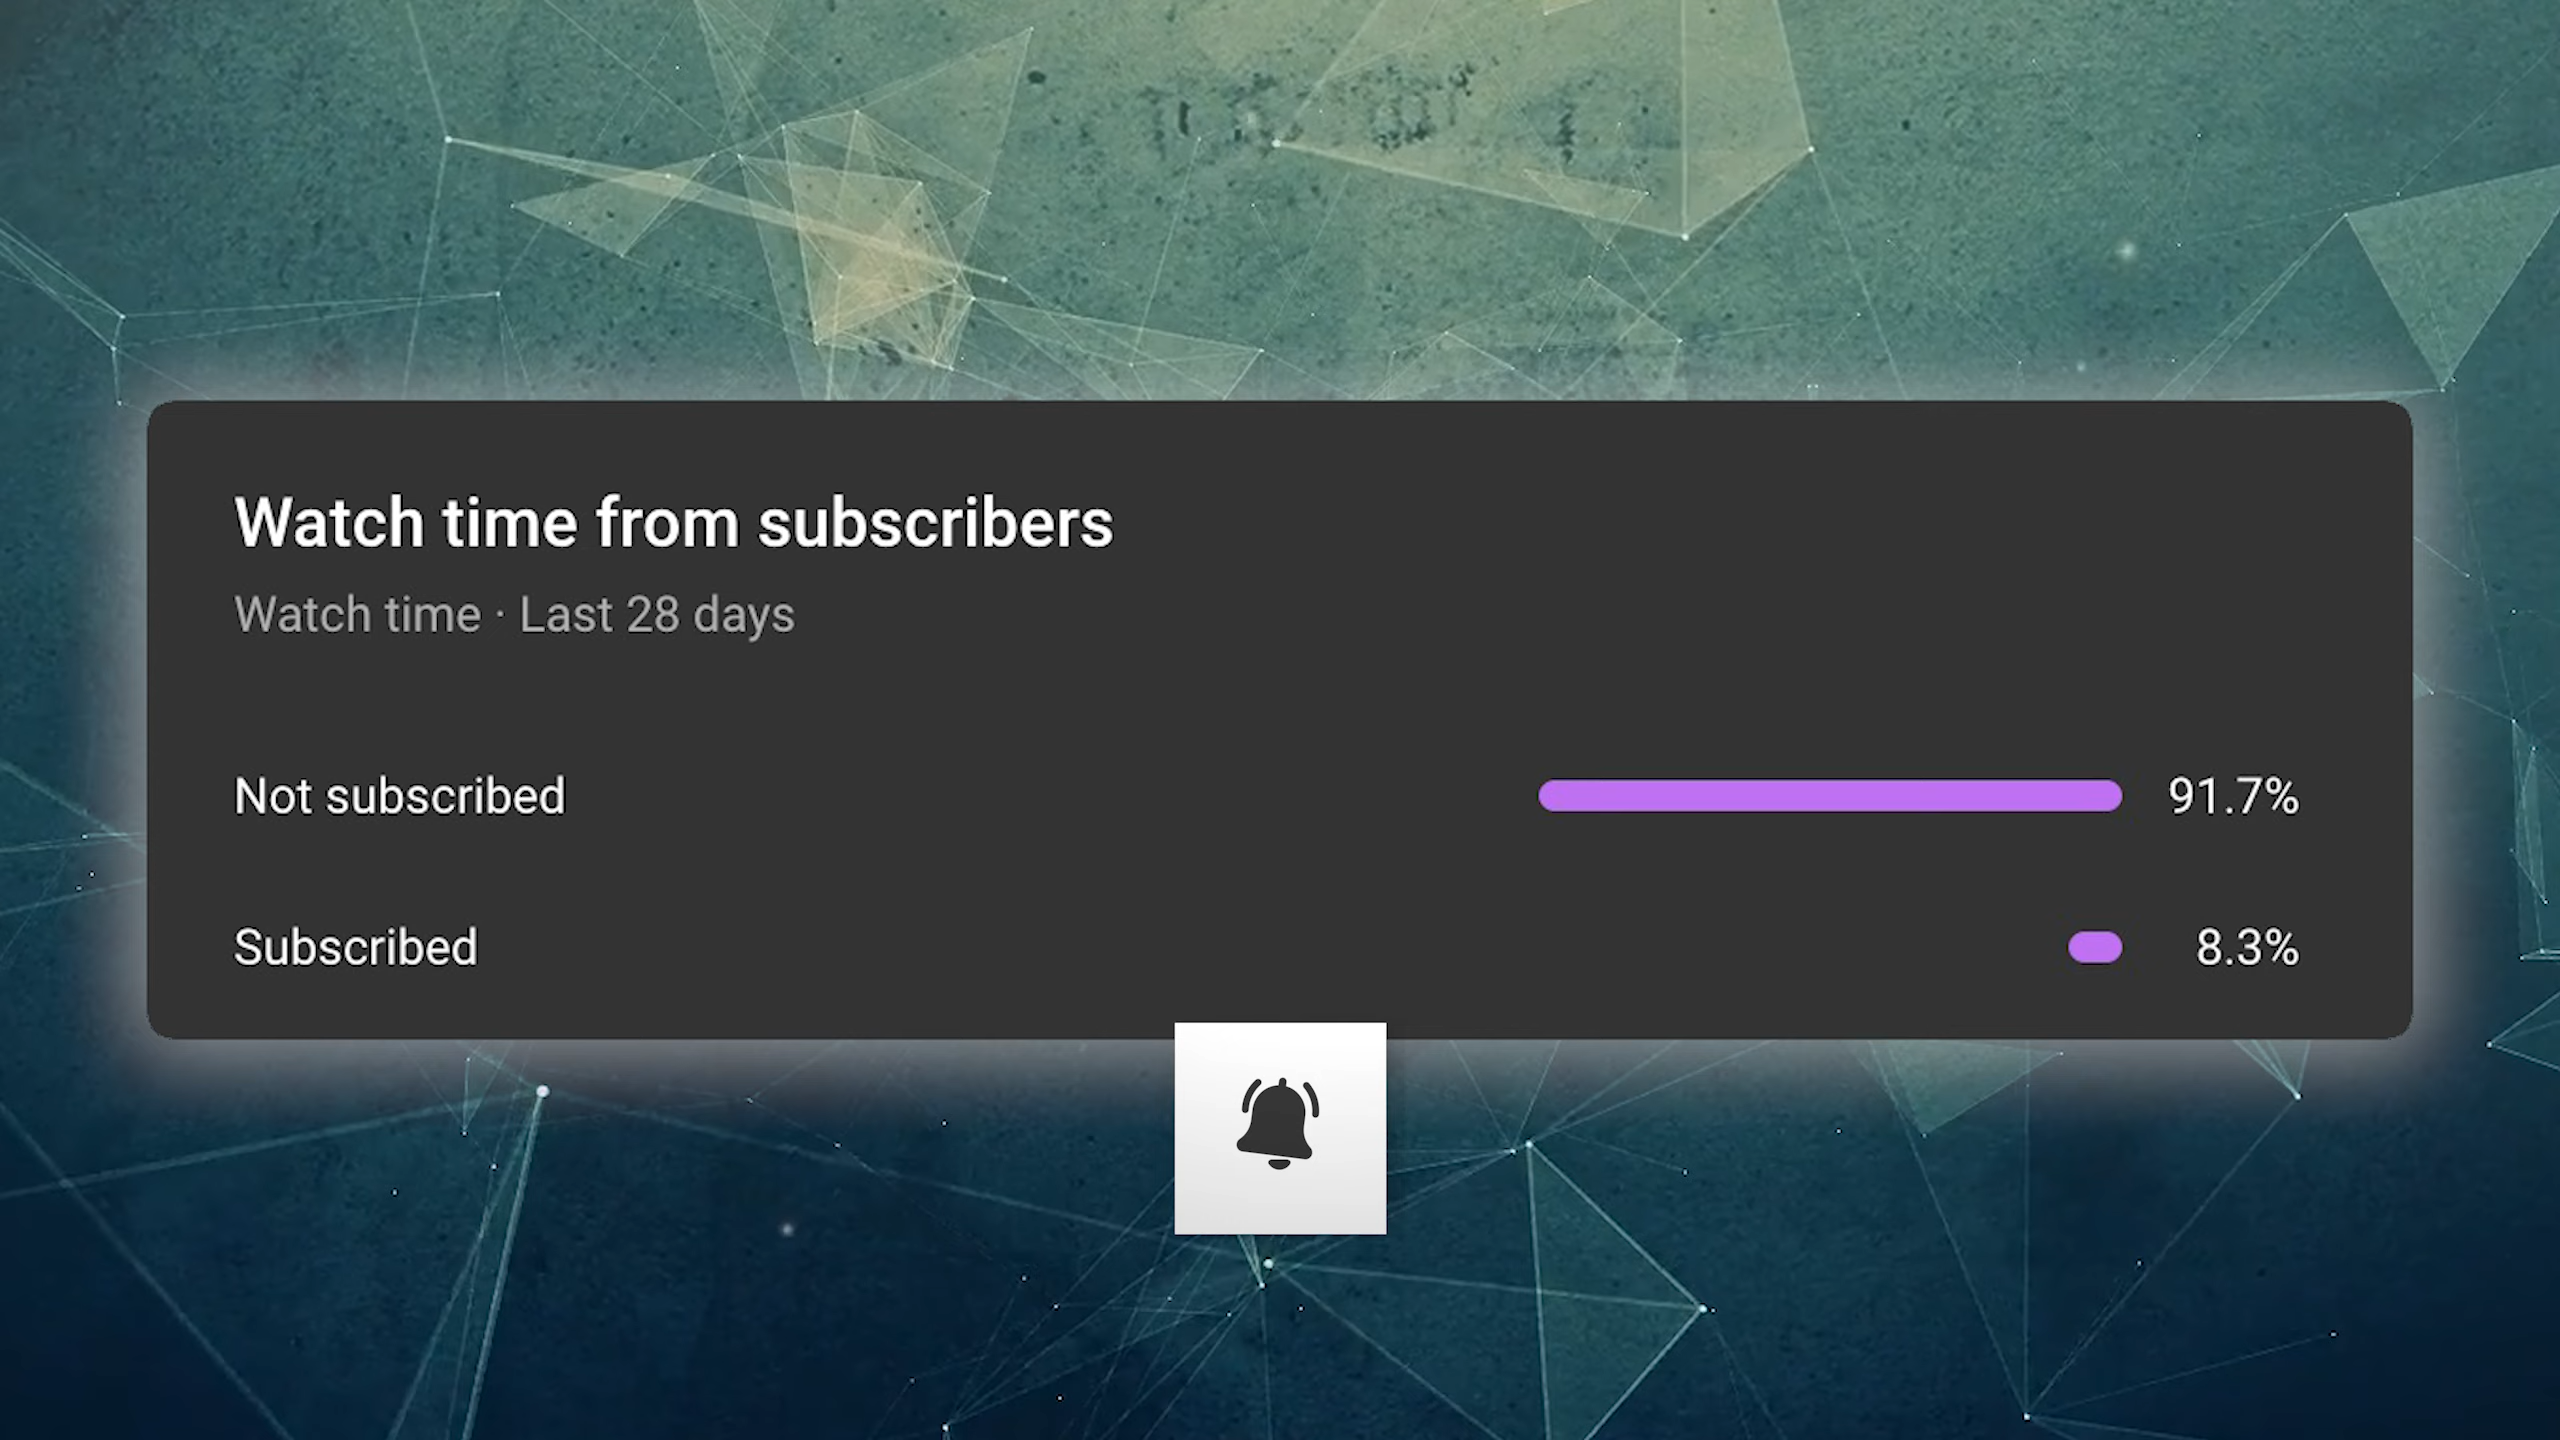 Watch time from subscribers
Watch time · Last 28 days
Not subscribed 91.7%
Subscribed 8.3%